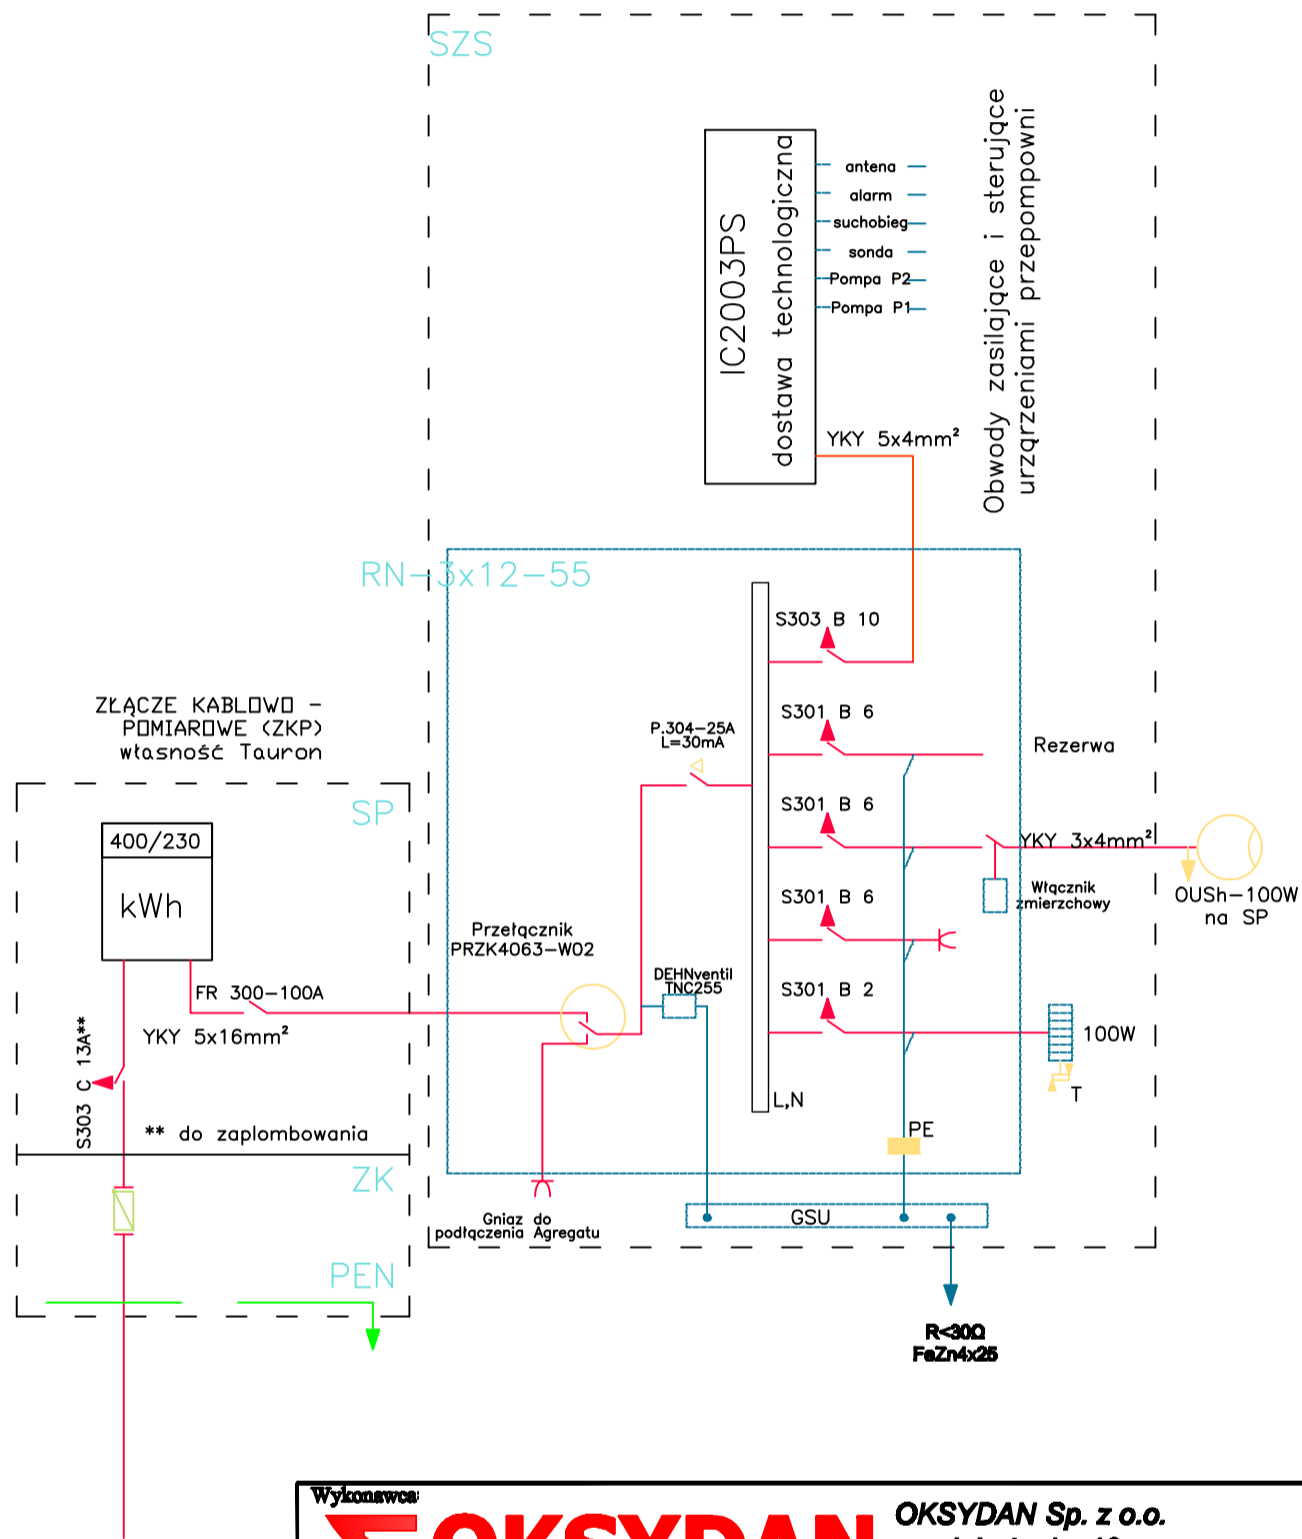 SZS
IC2003PS
dostawa technologiczna
antena
alarm
suchobieg
sonda
Pompa P2
Pompa P1
Obwody zasilające i sterujące
urządrzeniami przepompowni
YKY 5x4mm²
RN-3x12-55
S303 B 10
S301 B 6
Rezerwa
P.304-25A
L=30mA
S301 B 6
YKY 3x4mm²
Włącznik
zmierzchowy
OUSh-100W
na SP
S301 B 6
S301 B 2
100W
T
L,N
PE
Przełącznik
PRZK4063-W02
DEHNventil
TNC255
Gniaz do
podłączenia Agregatu
GSU
R<30Ω
FeZn4x25
ZŁĄCZE KABLOWO -
POMIAROWE (ZKP)
własność Tauron
SP
400/230
kWh
FR 300-100A
YKY 5x16mm²
S303 C 13A**
** do zaplombowania
ZK
PEN
Wykonawca:
OKSYDAN
OKSYDAN Sp. z o.o.